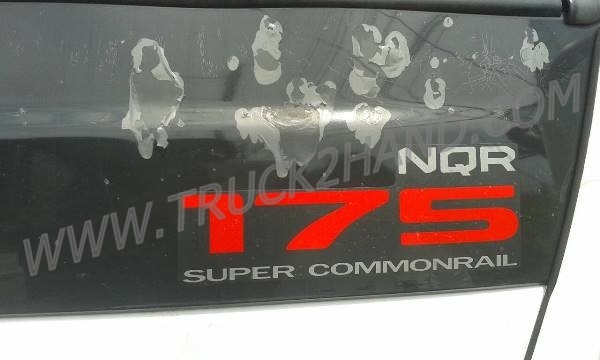 WWW.TRUCK2HAND.COM
NQR
175
SUPER COMMONRAIL